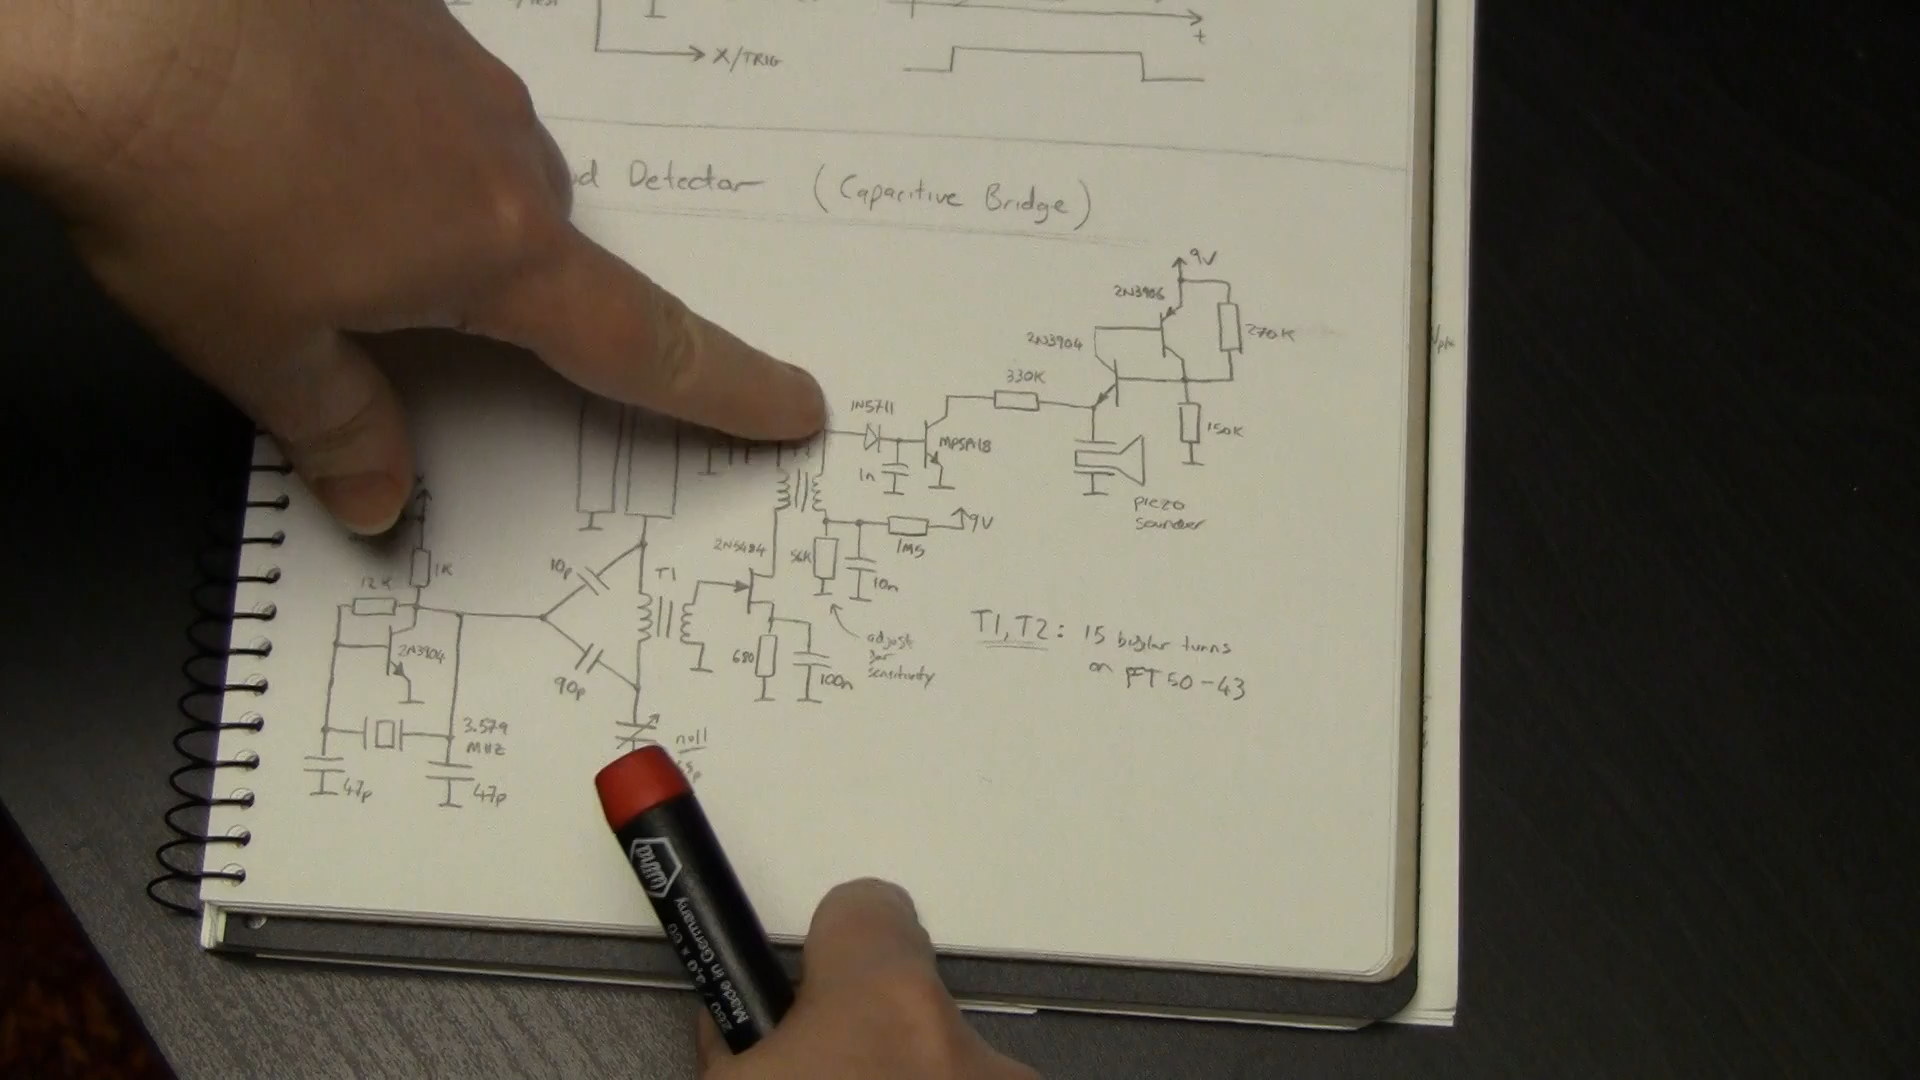 X/TRIG
t
Detector (Capacitive Bridge)
9V
2N3906
270K
2N3904
330K
150K
1N5711
MPSA18
1n
piezo
sounder
9V
1M5
56K
10n
2N5484
T1
10p
90p
1K
12K
2N3904
3.579
MHz
47p
47p
680
100n
adjust
for
sensitivity
null
T1, T2: 15 bifilar turns
on FT50-43
Wiha
Made in Germany